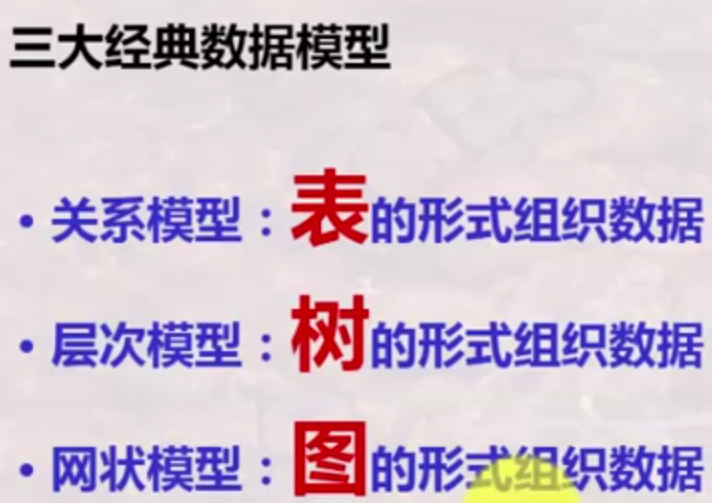 三大经典数据模型
• 关系模型：表的形式组织数据
• 层次模型：树的形式组织数据
• 网状模型：图的形式组织数据